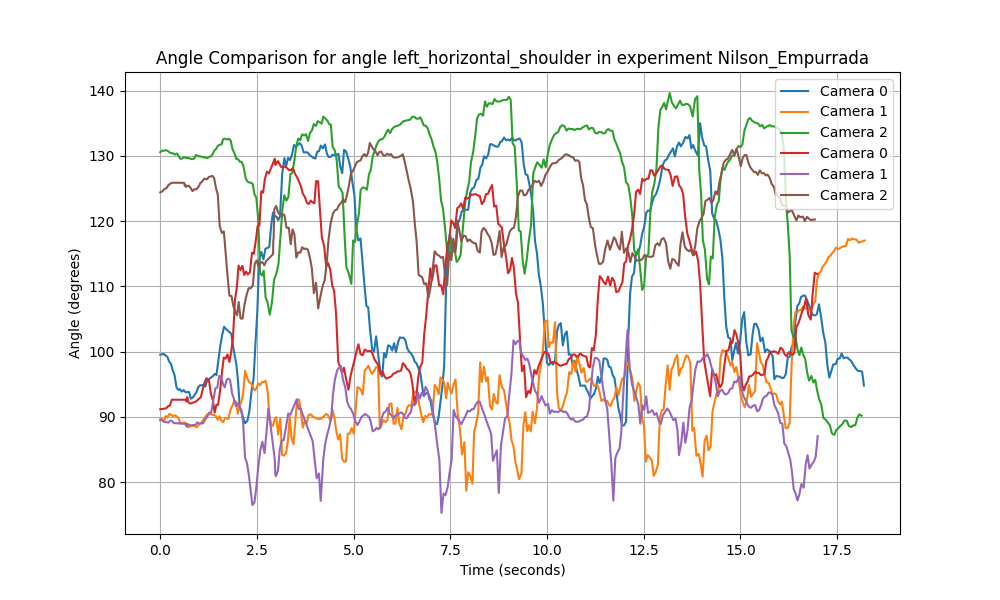 Angle Comparison for angle left_horizontal_shoulder in experiment Nilson_Empurrada
140
130
120
110
100
90
80
Angle (degrees)
Camera 0
Camera 1
Camera 2
Camera 0
Camera 1
Camera 2
0.0 2.5 5.0 7.5 10.0 12.5 15.0 17.5
Time (seconds)